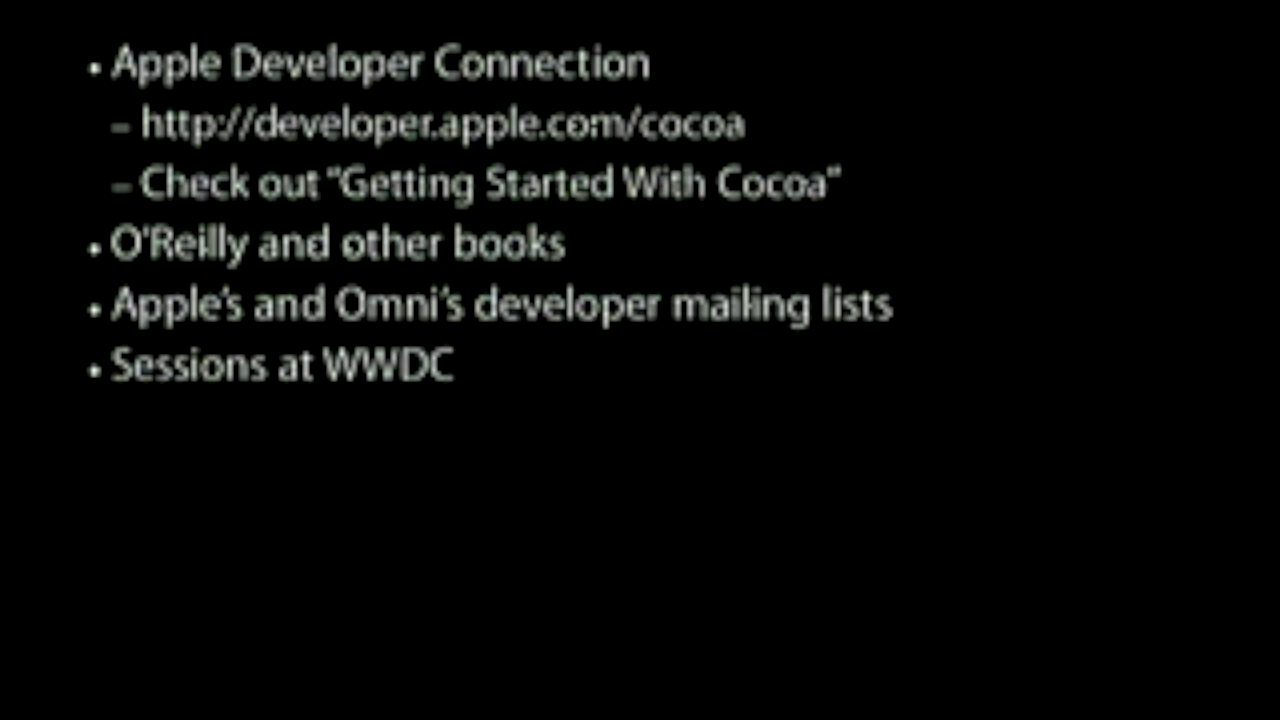 • Apple Developer Connection
– http://developer.apple.com/cocoa
– Check out “Getting Started With Cocoa”
• O’Reilly and other books
• Apple’s and Omni’s developer mailing lists
• Sessions at WWDC